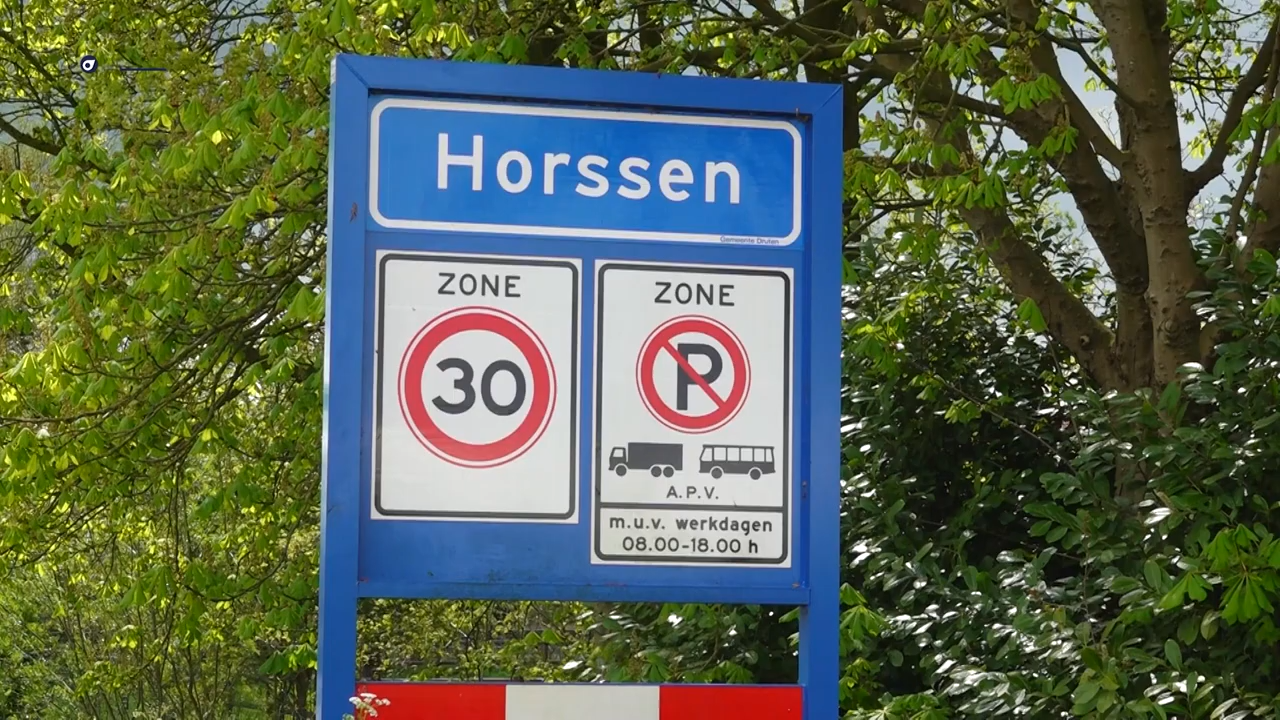 Horssen
Gemeente Druten
ZONE
30
ZONE
P
A.P.V.
m.u.v. werkdagen
08.00-18.00 h